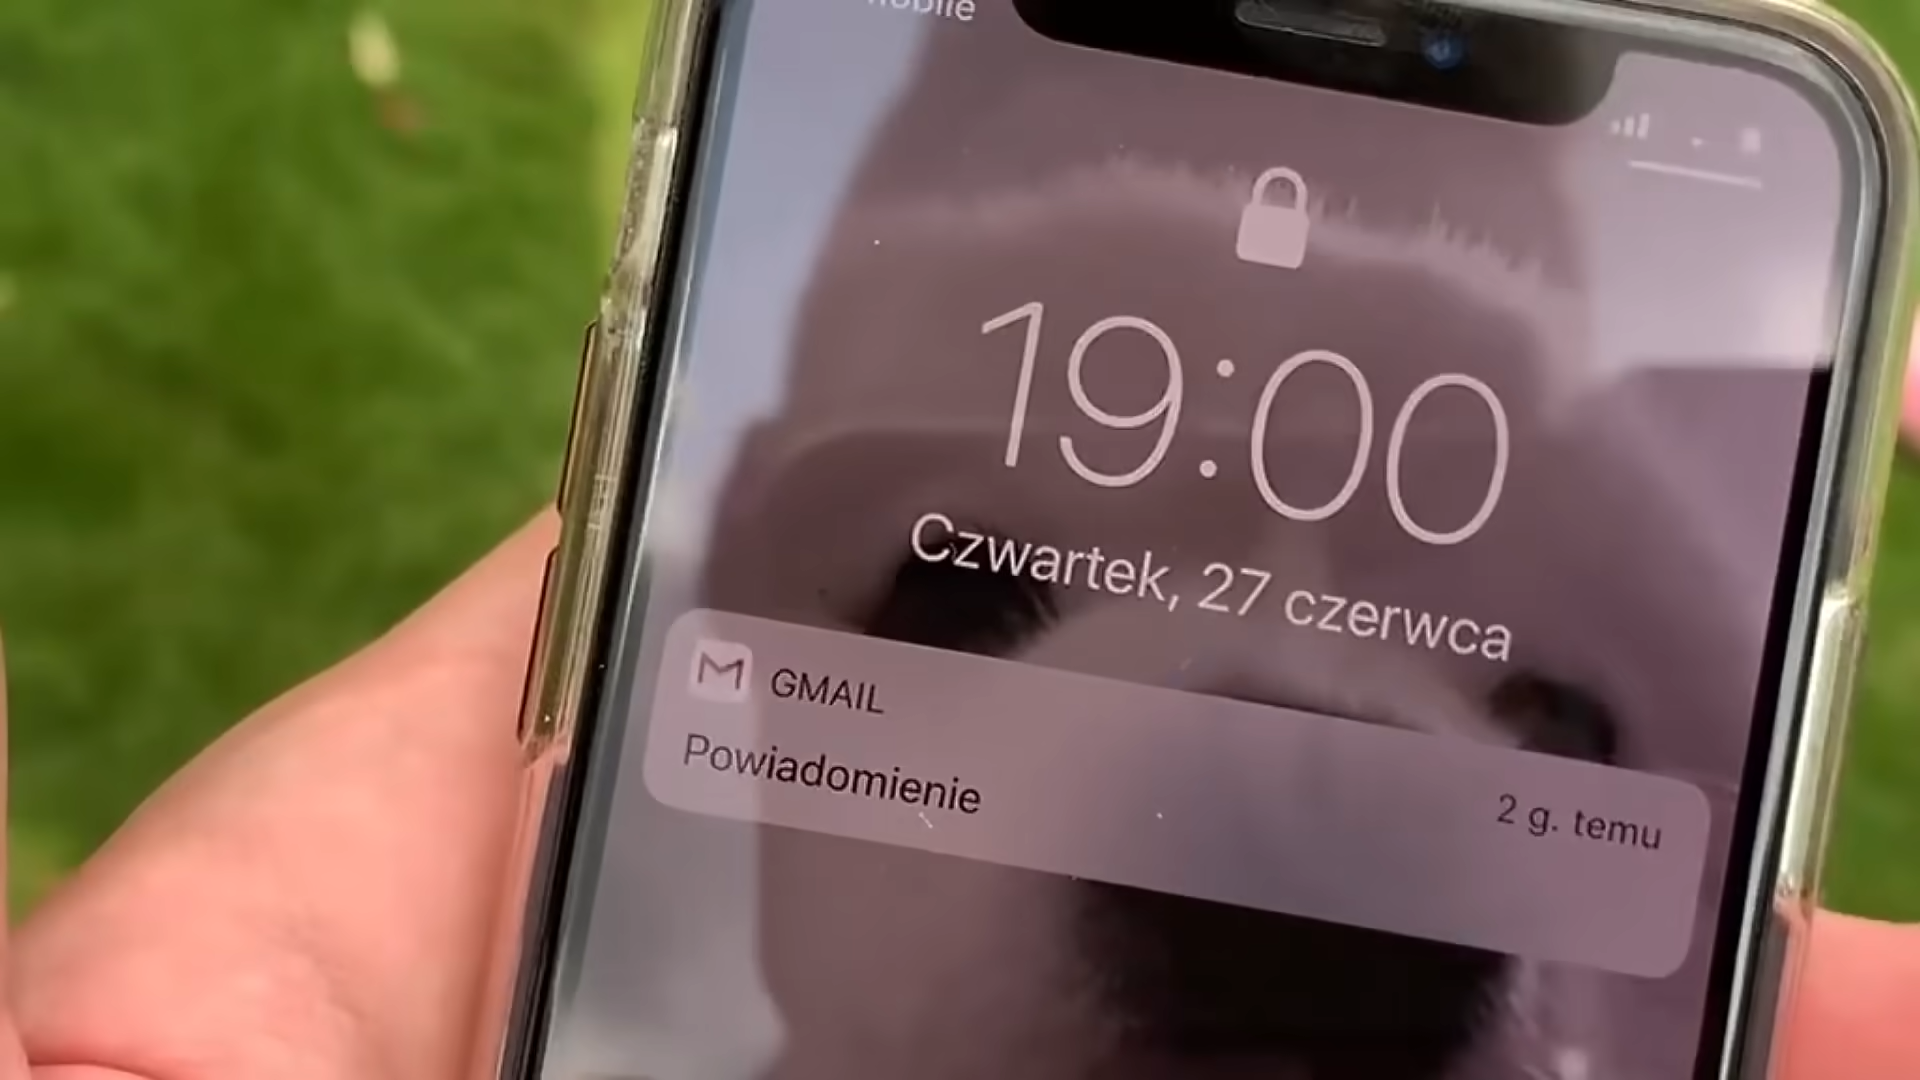 19:00
Czwartek, 27 czerwca
GMAIL
Powiadomienie
2 g. temu